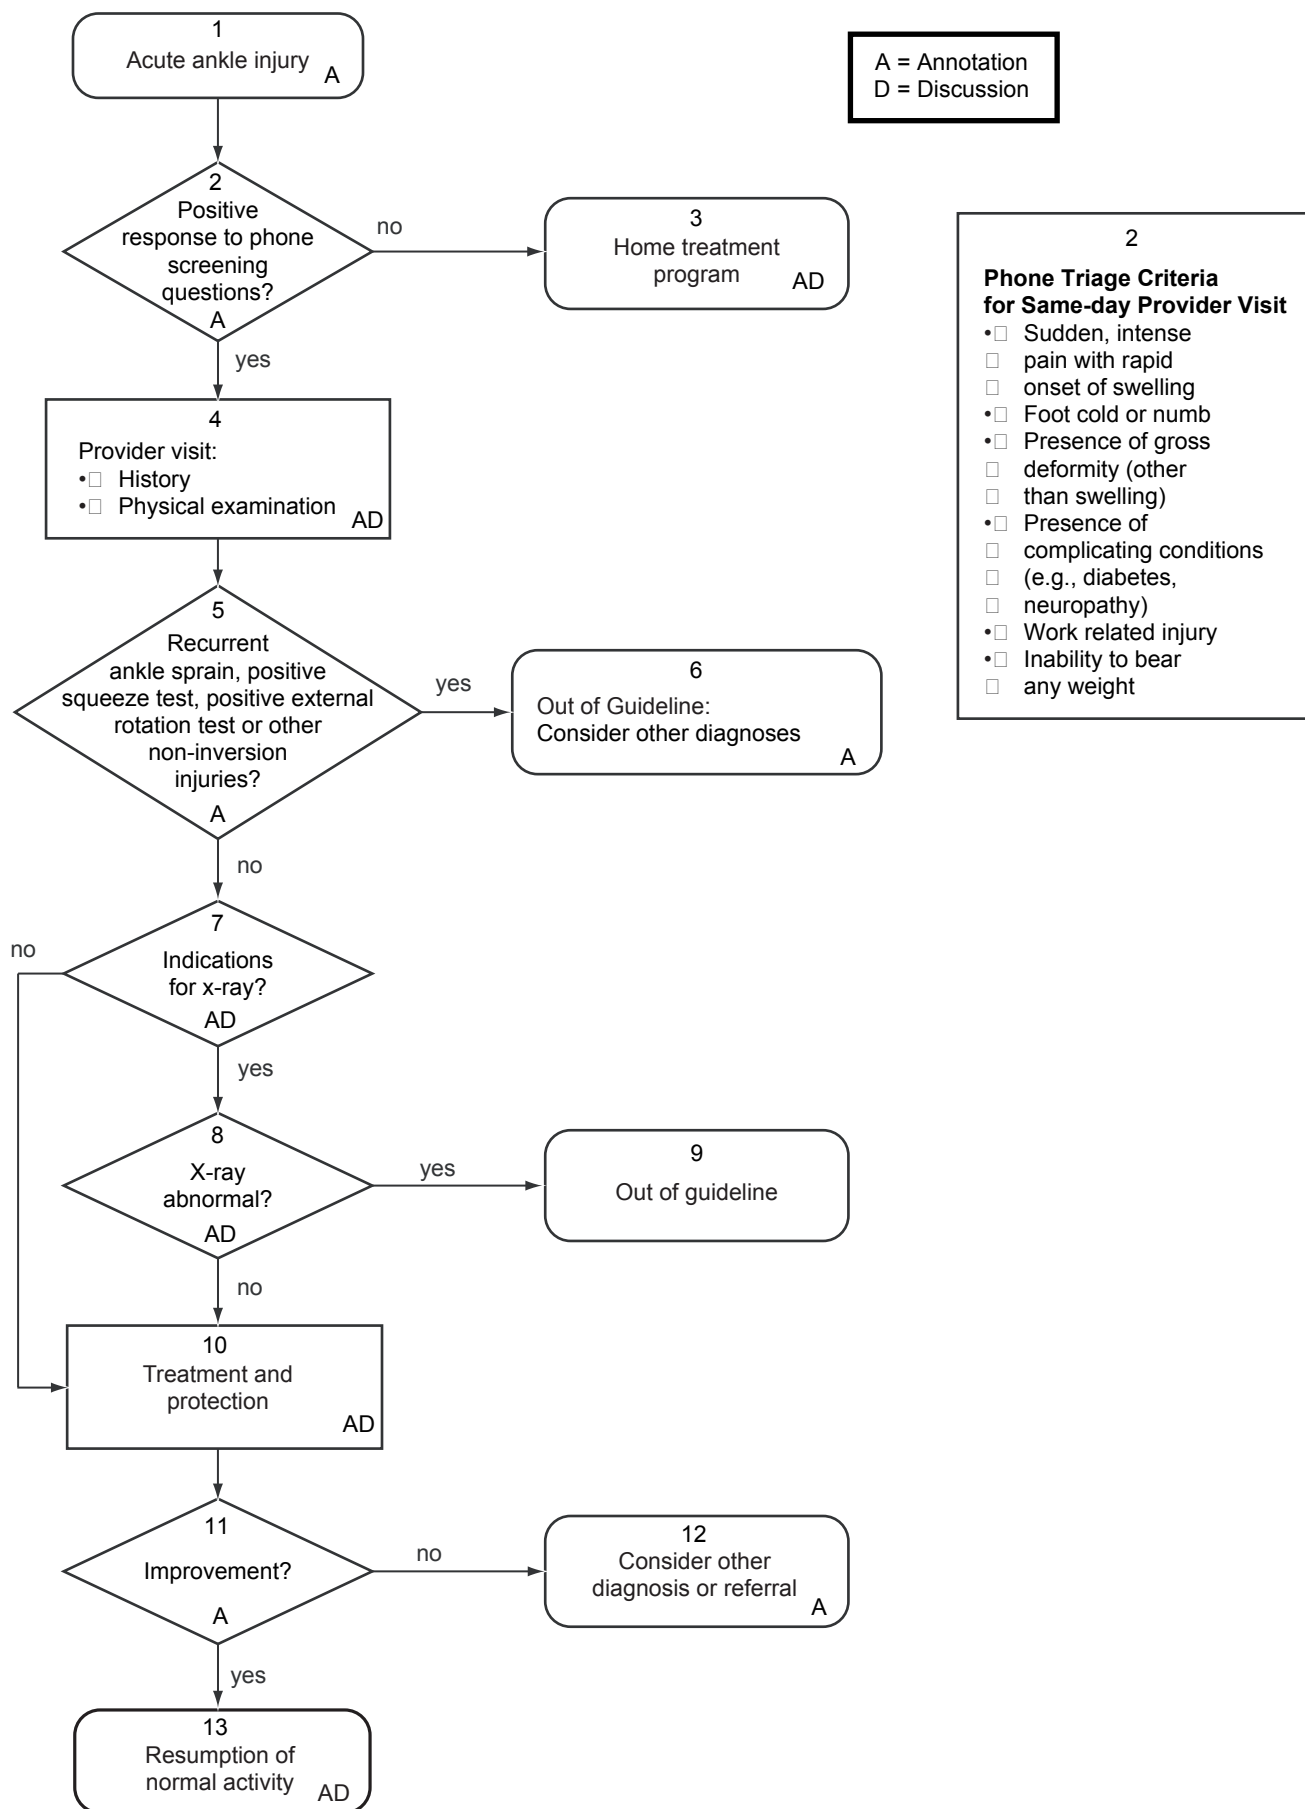 1
Acute ankle injury
A
A = Annotation
D = Discussion
2
Positive
response to phone
screening
questions?
A
no
yes
3
Home treatment
program
AD
2
Phone Triage Criteria
for Same-day Provider Visit
•□ Sudden, intense
□ pain with rapid
□ onset of swelling
•□ Foot cold or numb
•□ Presence of gross
□ deformity (other
□ than swelling)
•□ Presence of
□ complicating conditions
□ (e.g., diabetes,
□ neuropathy)
•□ Work related injury
•□ Inability to bear
□ any weight
4
Provider visit:
•□ History
•□ Physical examination
AD
5
Recurrent
ankle sprain, positive
squeeze test, positive external
rotation test or other
non-inversion
injuries?
A
yes
no
6
Out of Guideline:
Consider other diagnoses
A
7
Indications
for x-ray?
AD
no
yes
8
X-ray
abnormal?
AD
yes
no
9
Out of guideline
10
Treatment and
protection
AD
11
Improvement?
A
no
yes
12
Consider other
diagnosis or referral
A
13
Resumption of
normal activity
AD